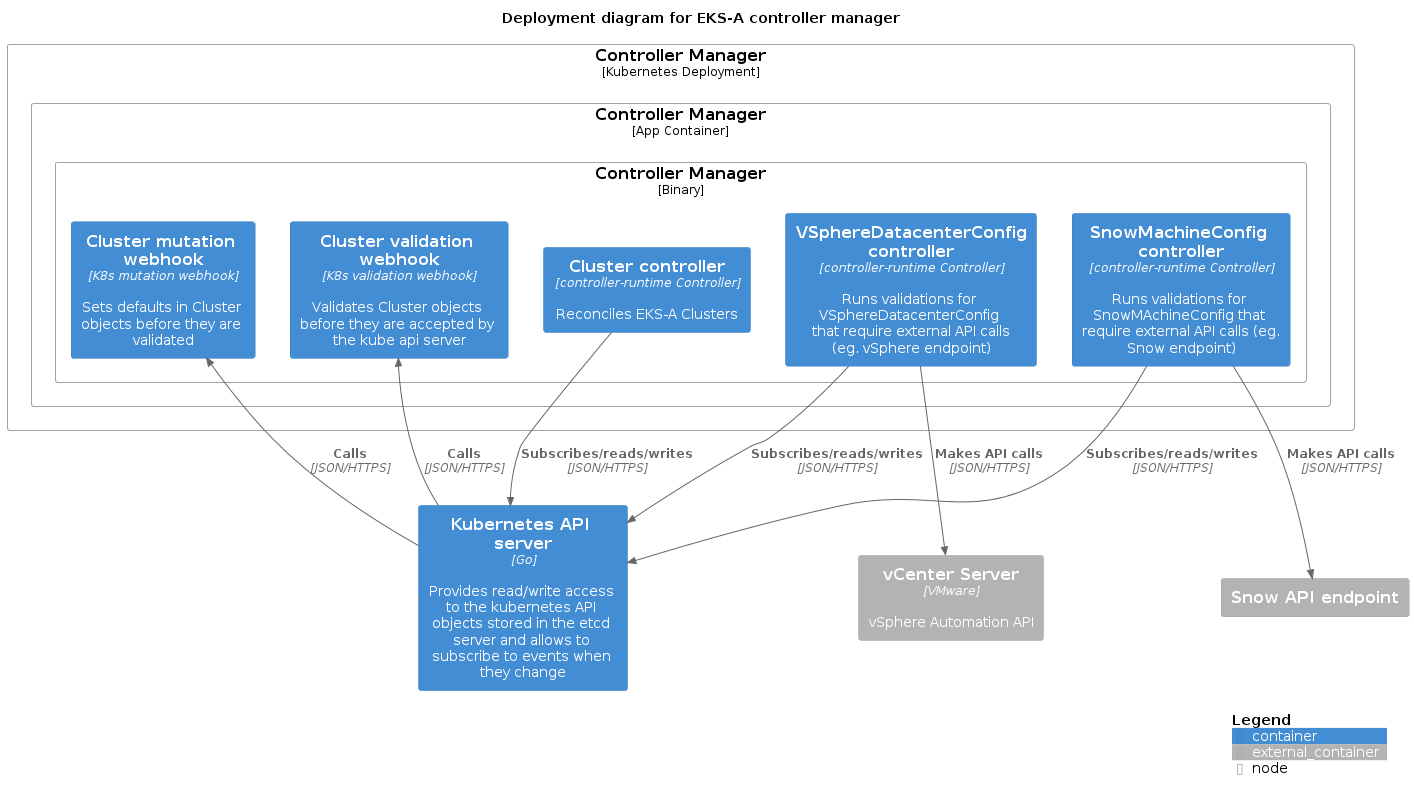 Deployment diagram for EKS-A controller manager
Controller Manager
[Kubernetes Deployment]
Controller Manager
[App Container]
Controller Manager
[Binary]
Cluster mutation
webhook
[K8s mutation webhook]
Sets defaults in Cluster
objects before they are
validated
Cluster validation
webhook
[K8s validation webhook]
Validates Cluster objects
before they are accepted by
the kube api server
Cluster controller
[controller-runtime Controller]
Reconciles EKS-A Clusters
VSphereDatacenterConfig
controller
[controller-runtime Controller]
Runs validations for
VSphereDatacenterConfig
that require external API calls
(eg. vSphere endpoint)
SnowMachineConfig
controller
[controller-runtime Controller]
Runs validations for
SnowMAchineConfig that
require external API calls (eg.
Snow endpoint)
Calls
[JSON/HTTPS]
Calls
[JSON/HTTPS]
Subscribes/reads/writes
[JSON/HTTPS]
Subscribes/reads/writes
[JSON/HTTPS]
Makes API calls
[JSON/HTTPS]
Subscribes/reads/writes
[JSON/HTTPS]
Makes API calls
[JSON/HTTPS]
Kubernetes API
server
[Go]
Provides read/write access
to the kubernetes API
objects stored in the etcd
server and allows to
subscribe to events when
they change
vCenter Server
[VMware]
vSphere Automation API
Snow API endpoint
Legend
container
external_container
node